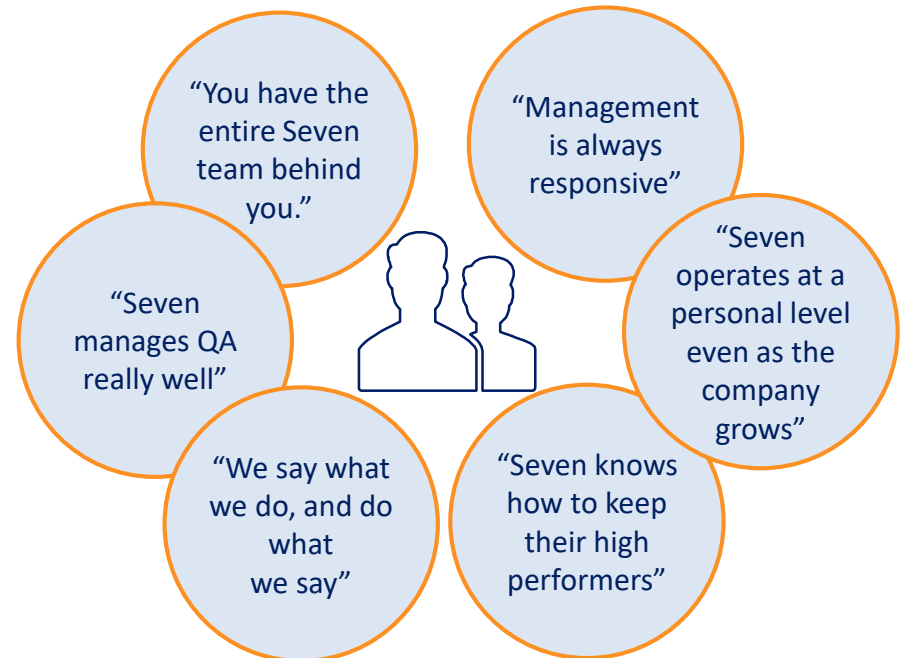 “You have the
entire Seven
team behind
you.”
“Management
is always
responsive”
“Seven
manages QA
really well”
“Seven
operates at a
personal level
even as the
company
grows”
“We say what
we do, and do
what
we say”
“Seven knows
how to keep
their high
performers”